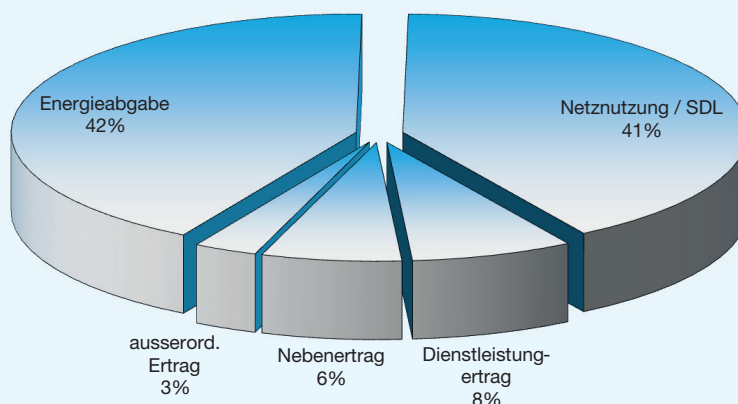 Energieabgabe
42%
Netznutzung / SDL
41%
ausserord.
Ertrag
3%
Nebenertrag
6%
Dienstleistung-
ertrag
8%